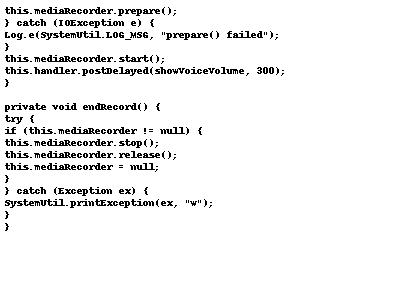 this.mediaRecorder.prepare();
} catch (IOException e) {
Log.e(SystemUtil.LOG_MSG, "prepare() failed");
}
this.mediaRecorder.start();
this.handler.postDelayed(showVoiceVolume, 300);
}

private void endRecord() {
try {
if (this.mediaRecorder != null) {
this.mediaRecorder.stop();
this.mediaRecorder.release();
this.mediaRecorder = null;
}
} catch (Exception ex) {
SystemUtil.printException(ex, "w");
}
}